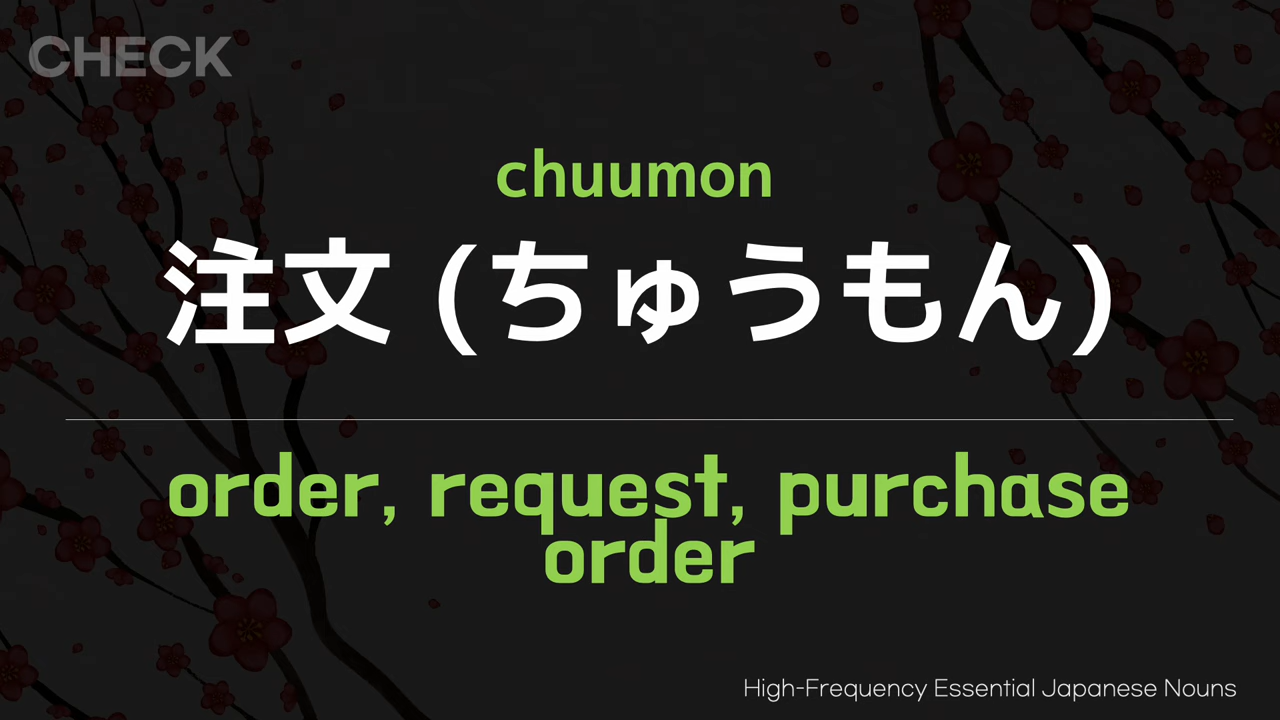 CHECK
chuumon
注文 (ちゅうもん)
order, request, purchase
order
High-Frequency Essential Japanese Nouns